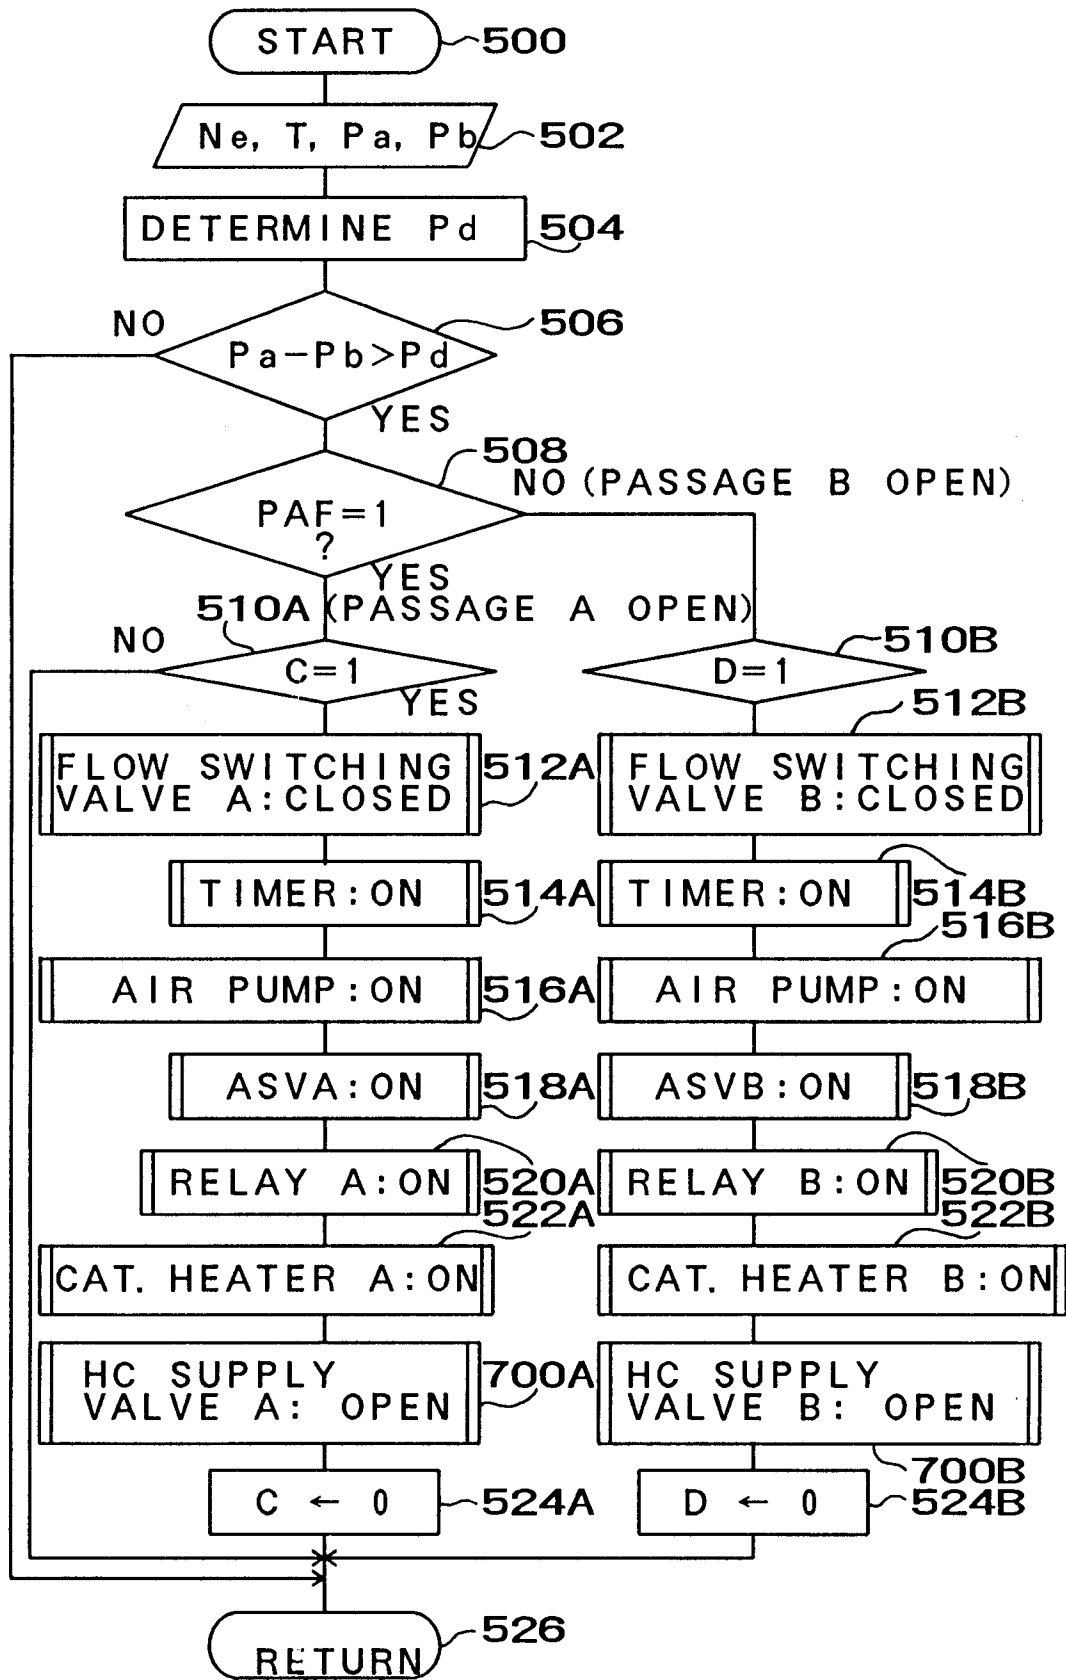 START 500
Ne, T, Pa, Pb 502
DETERMINE Pd 504
NO
506
Pa-Pb>Pd
YES
508
NO (PASSAGE B OPEN)
PAF=1
?
YES
510A (PASSAGE A OPEN)
NO
510B
C=1
D=1
YES
512B
FLOW SWITCHING
VALVE A:CLOSED
512A
FLOW SWITCHING
VALVE B:CLOSED
TIMER:ON
514A
TIMER:ON
514B
516B
AIR PUMP:ON
516A
AIR PUMP:ON
ASVA:ON
518A
ASVB:ON
518B
RELAY A:ON
520A
RELAY B:ON
520B
522A
522B
CAT. HEATER A:ON
CAT. HEATER B:ON
HC SUPPLY
VALVE A: OPEN
700A
HC SUPPLY
VALVE B: OPEN
700B
C ← 0
524A
D ← 0
524B
526
RETURN